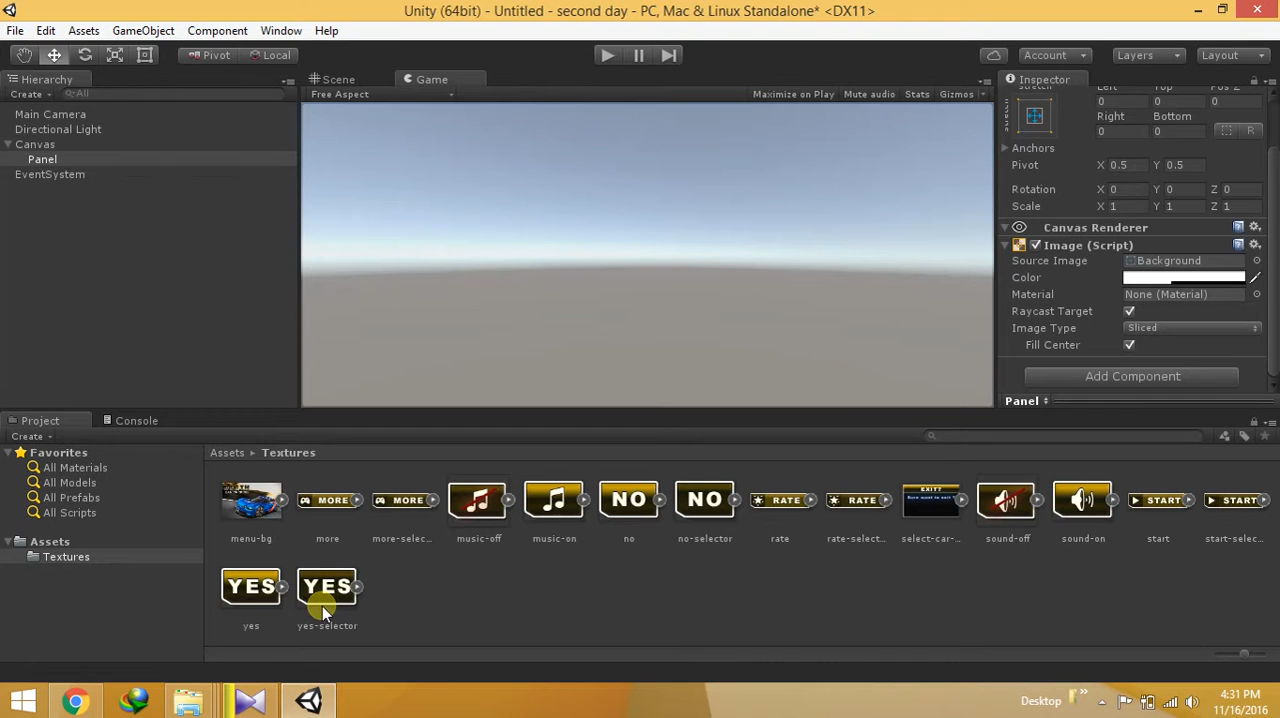 Unity (64bit) - Untitled - second day - PC, Mac & Linux Standalone* <DX11>
File Edit Assets GameObject Component Window Help
Pivot Local Account Layers Layout
Hierarchy
Create All
Main Camera
Directional Light
Canvas
Panel
EventSystem
Scene Game
Free Aspect Maximize on Play Mute audio Stats Gizmos
Inspector
stretch Left Top Pos Z
0 0 0
Right Bottom
0 0 R
Anchors
Pivot X 0.5 Y 0.5
Rotation X 0 Y 0 Z 0
Scale X 1 Y 1 Z 1
Canvas Renderer
Image (Script)
Source Image Background
Color
Material None (Material)
Raycast Target
Image Type Sliced
Fill Center
Add Component
Panel
Project Console
Create
Favorites
All Materials
All Models
All Prefabs
All Scripts
Assets
Textures
Assets Textures
MORE MORE NO NO RATE RATE EXIT? START START
menu-bg more more-selec... music-off music-on no no-selector rate rate-select... select-car-... sound-off sound-on start start-selec...
YES YES
yes yes-selector
Desktop
4:31 PM
11/16/2016